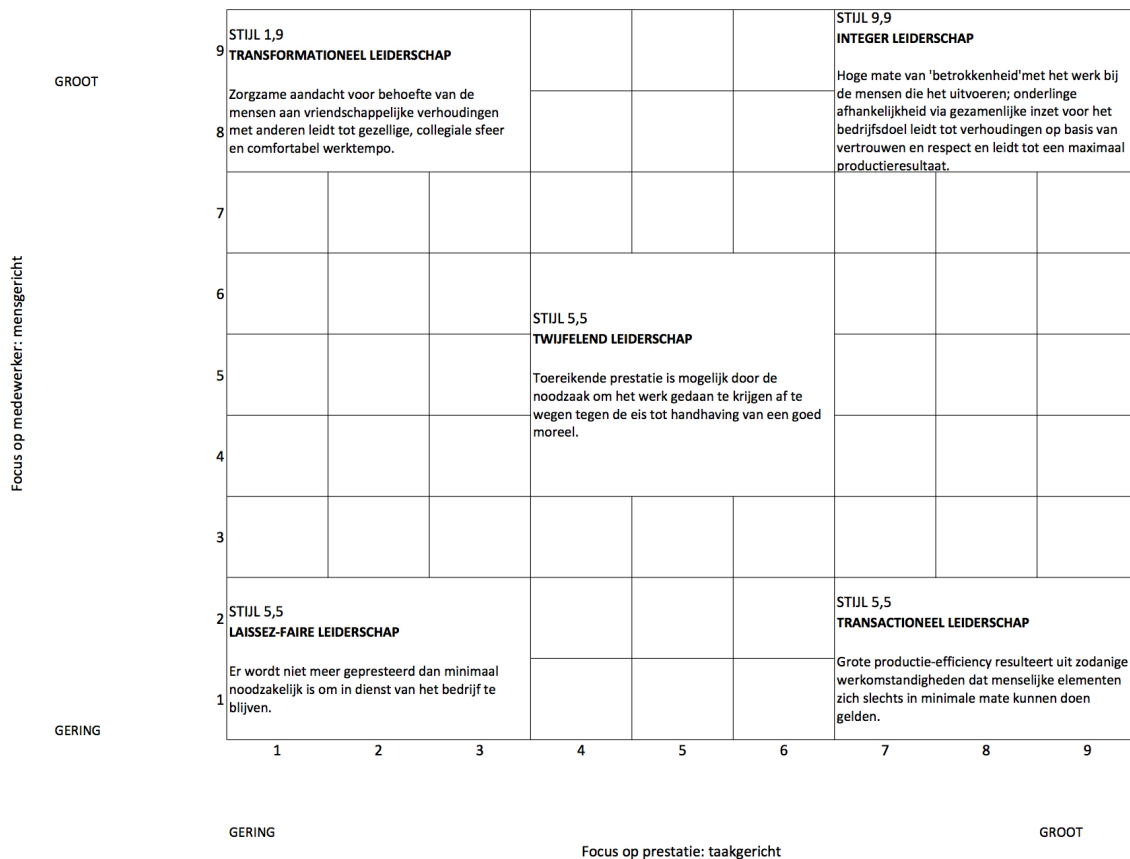 STIJL 1,9
TRANSFORMATIONEEL LEIDERSCHAP
Zorgzame aandacht voor behoefte van de
mensen aan vriendschappelijke verhoudingen
met anderen leidt tot gezellige, collegiale sfeer
en comfortabel werktempo.
STIJL 9,9
INTEGER LEIDERSCHAP
Hoge mate van 'betrokkenheid'met het werk bij
de mensen die het uitvoeren; onderlinge
afhankelijkheid via gezamenlijke inzet voor het
bedrijfsdoel leidt tot verhoudingen op basis van
vertrouwen en respect en leidt tot een maximaal
productieresultaat.
GROOT
9
8
7
6
5
4
3
2
1
Focus op medewerker: mensgericht
STIJL 5,5
TWIJFELEND LEIDERSCHAP
Toereikende prestatie is mogelijk door de
noodzaak om het werk gedaan te krijgen af te
wegen tegen de eis tot handhaving van een goed
moreel.
STIJL 5,5
LAISSEZ-FAIRE LEIDERSCHAP
Er wordt niet meer gepresteerd dan minimaal
noodzakelijk is om in dienst van het bedrijf te
blijven.
STIJL 5,5
TRANSACTIONEEL LEIDERSCHAP
Grote productie-efficency resulteert uit zodanige
werkomstandigheden dat menselijke elementen
zich slechts in minimale mate kunnen doen
gelden.
GERING
1 2 3 4 5 6 7 8 9
GERING
GROOT
Focus op prestatie: taakgericht